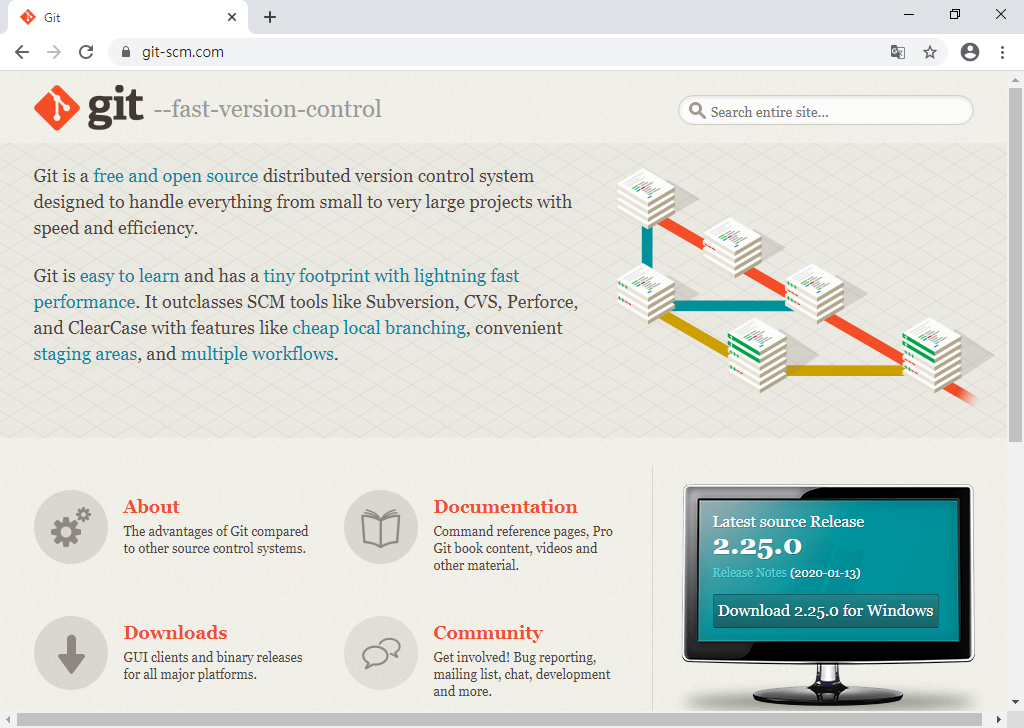 Git
git-scm.com
git --fast-version-control
Search entire site...
Git is a free and open source distributed version control system
designed to handle everything from small to very large projects with
speed and efficiency.
Git is easy to learn and has a tiny footprint with lightning fast
performance. It outclasses SCM tools like Subversion, CVS, Perforce,
and ClearCase with features like cheap local branching, convenient
staging areas, and multiple workflows.
About
The advantages of Git compared
to other source control systems.
Documentation
Command reference pages, Pro
Git book content, videos and
other material.
Downloads
GUI clients and binary releases
for all major platforms.
Community
Get involved! Bug reporting,
mailing list, chat, development
and more.
Latest source Release
2.25.0
Release Notes (2020-01-13)
Download 2.25.0 for Windows